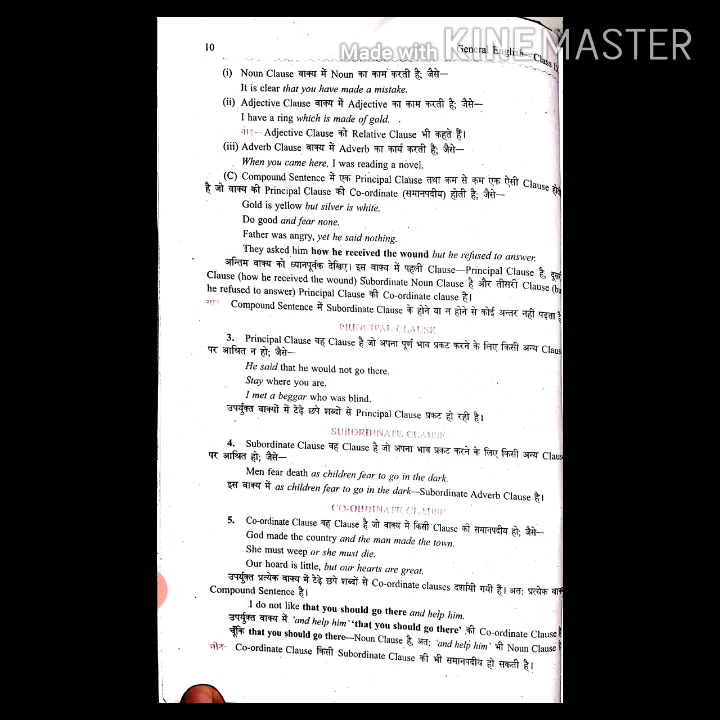 Made with KINEMASTER
10 General English—Class
(i) Noun Clause वाक्य में Noun का काम करती है; जैसे—
It is clear that you have made a mistake.
(ii) Adjective Clause वाक्य में Adjective का काम करती है; जैसे—
I have a ring which is made of gold.
नोट— Adjective Clause को Relative Clause भी कहते हैं।
(iii) Adverb Clause वाक्य में Adverb का कार्य करती है; जैसे—
When you came here, I was reading a novel.
(C) Compound Sentence में एक Principal Clause तथा कम से कम एक ऐसी Clause
है जो वाक्य की Principal Clause की Co-ordinate (समानपदीय) होती है; जैसे—
Gold is yellow but silver is white.
Do good and fear none.
Father was angry, yet he said nothing.
They asked him how he received the wound but he refused to answer.
अन्तिम वाक्य को ध्यानपूर्वक देखिए। इस वाक्य में पहली Clause—Principal Clause है,
Clause (how he received the wound) Subordinate Noun Clause है और तीसरी Clause
he refused to answer) Principal Clause की Co-ordinate clause है।
नोट— Compound Sentence में Subordinate Clause के होने या न होने से कोई अन्तर नहीं पड़ता है
PRINCIPAL CLAUSE
3. Principal Clause वह Clause है जो अपना पूर्ण भाव प्रकट करने के लिए किसी अन्य
पर आश्रित न हो; जैसे—
He said that he would not go there.
Stay where you are.
I met a beggar who was blind.
उपर्युक्त वाक्यों में टेढ़े छपे शब्दों से Principal Clause प्रकट हो रही है।
SUBORDINATE CLAUSE
4. Subordinate Clause वह Clause है जो अपना भाव प्रकट करने के लिए किसी अन्य
पर आश्रित हो; जैसे—
Men fear death as children fear to go in the dark.
इस वाक्य में as children fear to go in the dark—Subordinate Adverb Clause है।
CO-ORDINATE CLAUSE
5. Co-ordinate Clause वह Clause है जो वाक्य में किसी Clause की समानपदीय हो; जैसे—
God made the country and the man made the town.
She must weep or she must die.
Our hoard is little, but our hearts are great.
उपर्युक्त प्रत्येक वाक्य में टेढ़े छपे शब्दों से Co-ordinate clauses दर्शायी गयी है। अतः प्रत्येक
Compound Sentence है।
I do not like that you should go there and help him.
उपर्युक्त वाक्य में 'and help him' 'that you should go there' की Co-ordinate Clause
चूँकि that you should go there—Noun Clause है, अतः 'and help him' भी Noun Clause
नोट— Co-ordinate Clause किसी Subordinate Clause की भी समानपदीय हो सकती है।